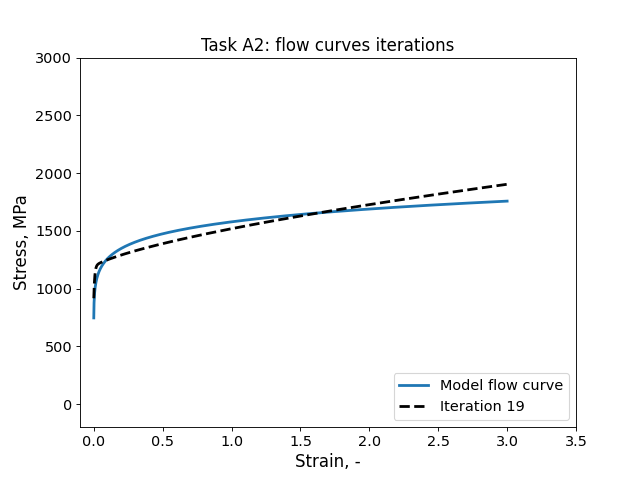 Task A2: flow curves iterations
3000
2500
2000
1500
1000
500
0
Stress, MPa
0.0 0.5 1.0 1.5 2.0 2.5 3.0 3.5
Strain, -
Model flow curve
Iteration 19